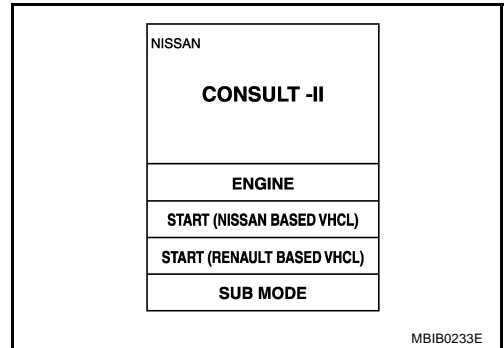 NISSAN
CONSULT -II
ENGINE
START (NISSAN BASED VHCL)
START (RENAULT BASED VHCL)
SUB MODE
MBIB0233E